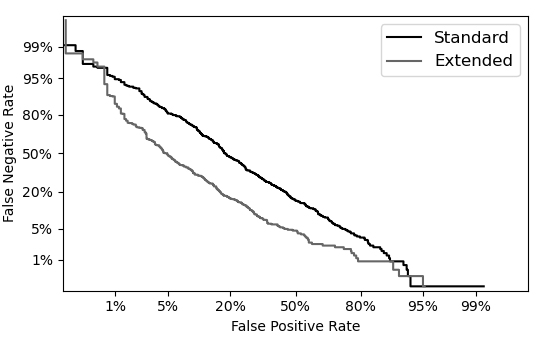 Standard
Extended
False Negative Rate
99%
95%
80%
50%
20%
5%
1%
1% 5% 20% 50% 80% 95% 99%
False Positive Rate